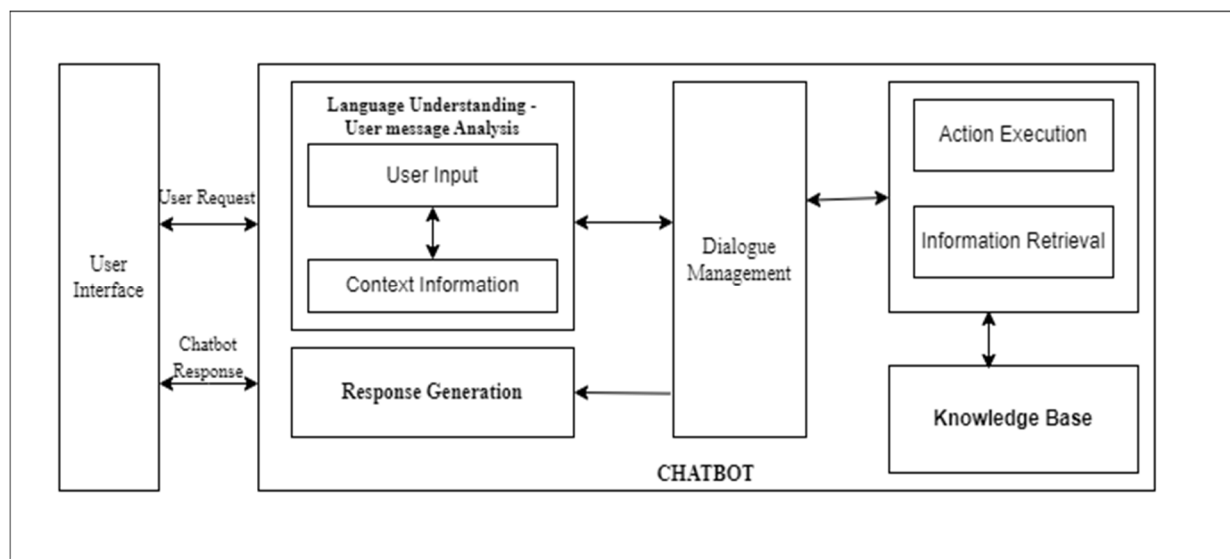 User
Interface
User Request
Chatbot
Response
Language Understanding -
User message Analysis
User Input
Context Information
Response Generation
Dialogue
Management
Action Execution
Information Retrieval
Knowledge Base
CHATBOT